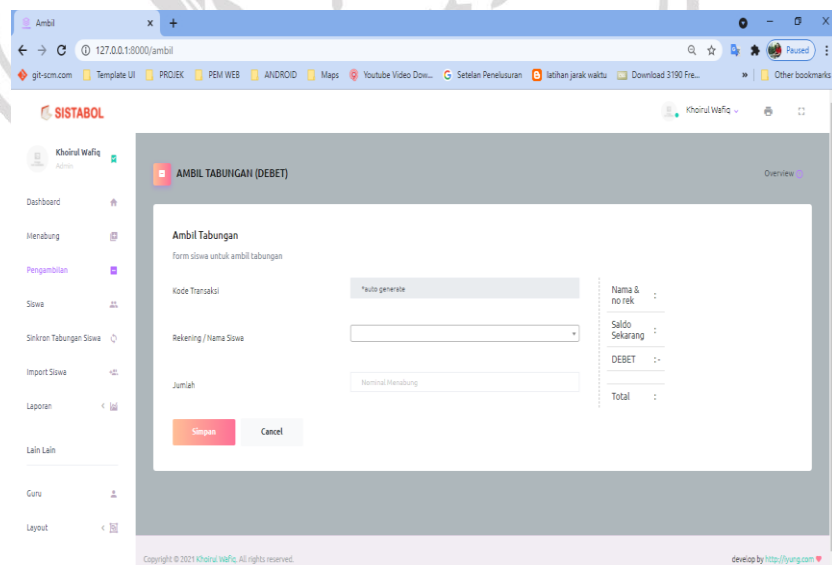 Ambil
127.0.0.1:8000/ambil
Paused
git-scm.com Template UI PROJEK PEM WEB ANDROID Maps Youtube Video Dow... Setelan Penelusuran latihan jarak waktu Download 3190 Fre... » Other bookmarks
SISTABOL
Khoirul Wafiq
Khoirul Wafiq
Admin
AMBIL TABUNGAN (DEBET)
Overview
Dashboard
Menabung
Pengambilan
Siswa
Sinkron Tabungan Siswa
Import Siswa
Laporan
Lain Lain
Guru
Layout
Ambil Tabungan
Form siswa untuk ambil tabungan
Kode Transaksi
*auto generate
Rekening / Nama Siswa
Jumlah
Nominal Menabung
Simpan Cancel
Nama &
no rek :
Saldo
Sekarang :
DEBET :-
Total :
Copyright © 2021 Khoirul Wafiq. All rights reserved.
develop by http://iyung.com